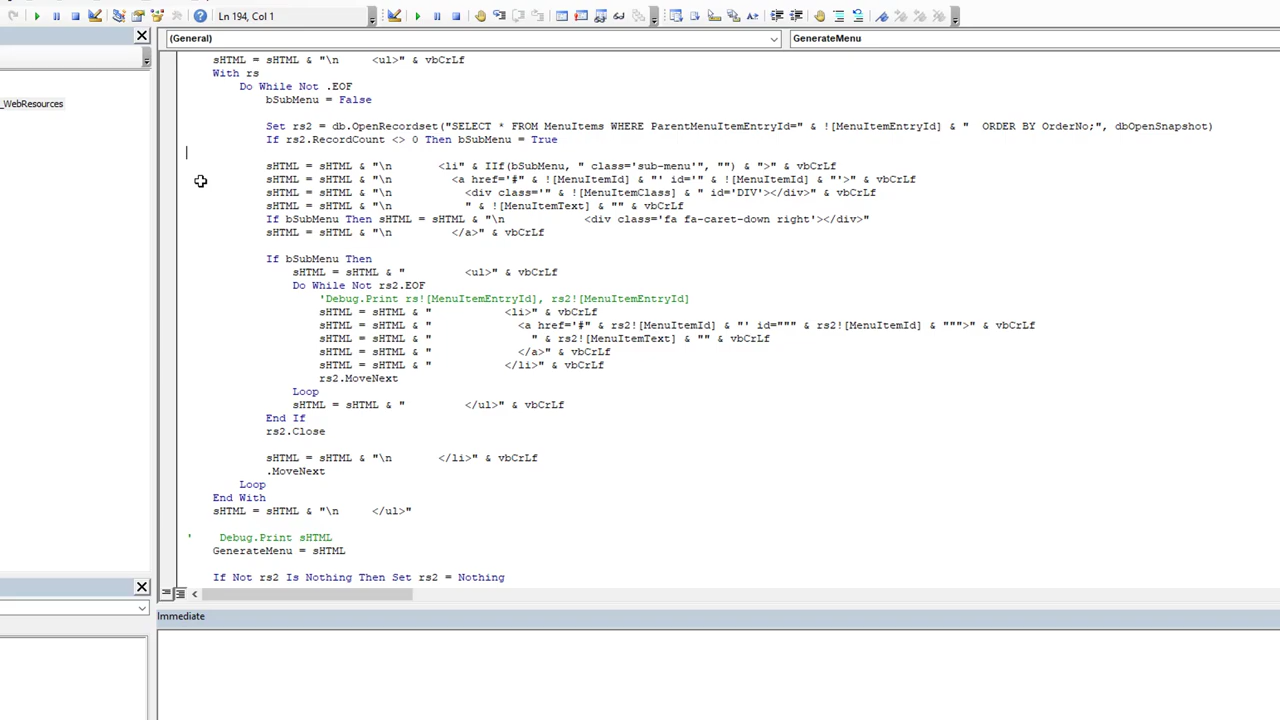 Ln 194, Col 1
(General)
GenerateMenu
_WebResources
sHTML = sHTML & "\n     <ul>" & vbCrLf
With rs
Do While Not .EOF
bSubMenu = False
Set rs2 = db.OpenRecordset("SELECT * FROM MenuItems WHERE ParentMenuItemEntryId=" & ![MenuItemEntryId] & "  ORDER BY OrderNo;", dbOpenSnapshot)
If rs2.RecordCount <> 0 Then bSubMenu = True
sHTML = sHTML & "\n       <li" & IIf(bSubMenu, " class='sub-menu'", "") & ">" & vbCrLf
sHTML = sHTML & "\n         <a href='#" & ![MenuItemId] & "' id='" & ![MenuItemId] & "'>" & vbCrLf
sHTML = sHTML & "\n           <div class='" & ![MenuItemClass] & " id='DIV'></div>" & vbCrLf
sHTML = sHTML & "\n           " & ![MenuItemText] & "" & vbCrLf
If bSubMenu Then sHTML = sHTML & "\n            <div class='fa fa-caret-down right'></div>"
sHTML = sHTML & "\n         </a>" & vbCrLf
If bSubMenu Then
sHTML = sHTML & "         <ul>" & vbCrLf
Do While Not rs2.EOF
'Debug.Print rs![MenuItemEntryId], rs2![MenuItemEntryId]
sHTML = sHTML & "           <li>" & vbCrLf
sHTML = sHTML & "             <a href='#" & rs2![MenuItemId] & "' id=""" & rs2![MenuItemId] & """>" & vbCrLf
sHTML = sHTML & "               " & rs2![MenuItemText] & "" & vbCrLf
sHTML = sHTML & "             </a>" & vbCrLf
sHTML = sHTML & "           </li>" & vbCrLf
rs2.MoveNext
Loop
sHTML = sHTML & "         </ul>" & vbCrLf
End If
rs2.Close
sHTML = sHTML & "\n       </li>" & vbCrLf
.MoveNext
Loop
End With
sHTML = sHTML & "\n     </ul>"
'    Debug.Print sHTML
GenerateMenu = sHTML
If Not rs2 Is Nothing Then Set rs2 = Nothing
Immediate